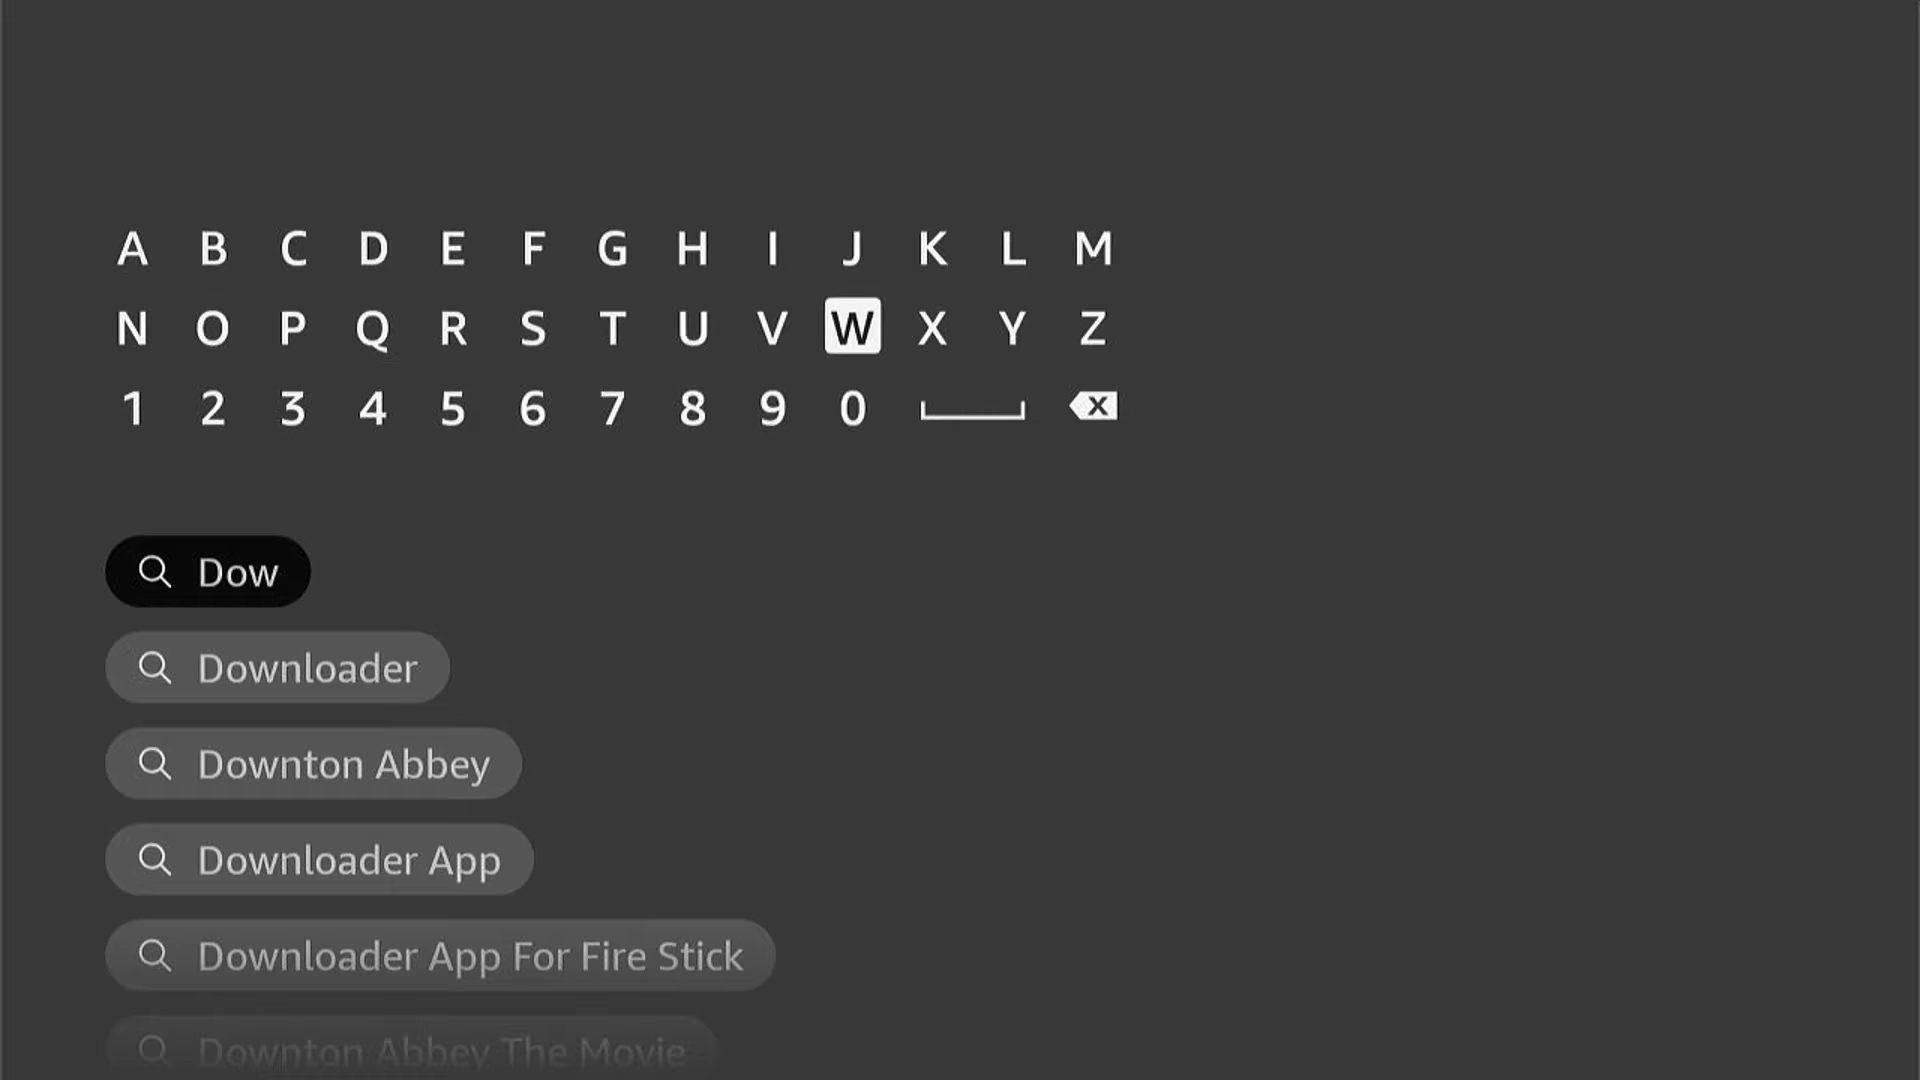 A B C D E F G H I J K L M
N O P Q R S T U V W X Y Z
1 2 3 4 5 6 7 8 9 0
Dow
Downloader
Downton Abbey
Downloader App
Downloader App For Fire Stick
Downton Abbey The Movie